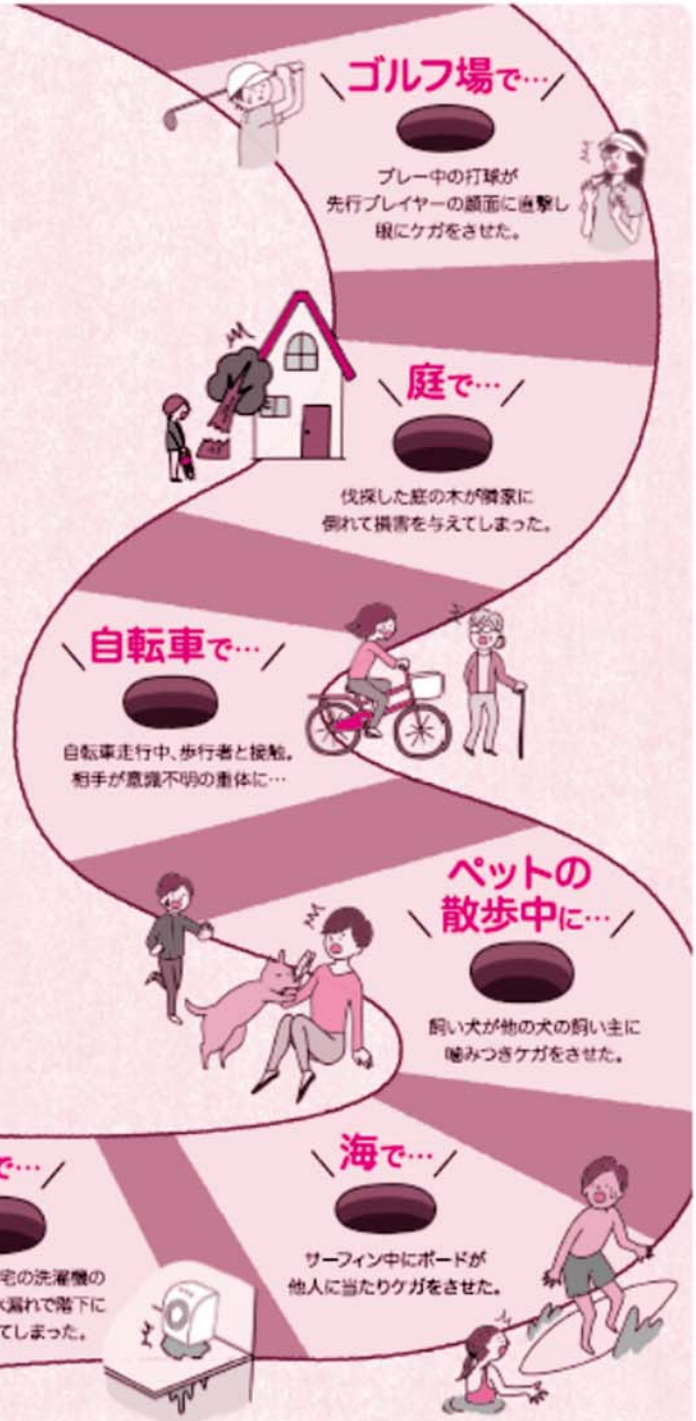 ゴルフ場で…
プレー中の打球が
先行プレイヤーの顔面に直撃し
眼にケガをさせた。
庭で…
伐採した庭の木が隣家に
倒れて損害を与えてしまった。
自転車で…
自転車走行中、歩行者と接触。
相手が意識不明の重体に…
ペットの
散歩中に…
飼い犬が他の犬の飼い主に
噛みつきケガをさせた。
海で…
サーフィン中にボードが
他人に当たりケガをさせた。
で…
宅の洗濯機の
水漏れで階下に
てしまった。